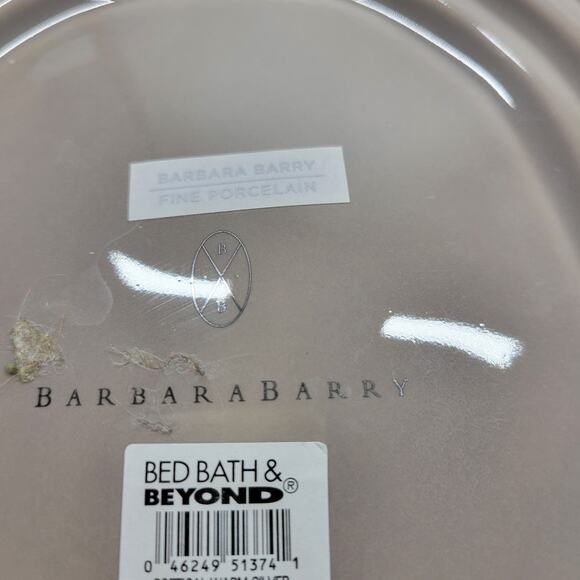 BARBARA BARRY
FINE PORCELAIN
B
B
BARBARABARRY
BED BATH &
BEYOND®
0 46249 51374 1